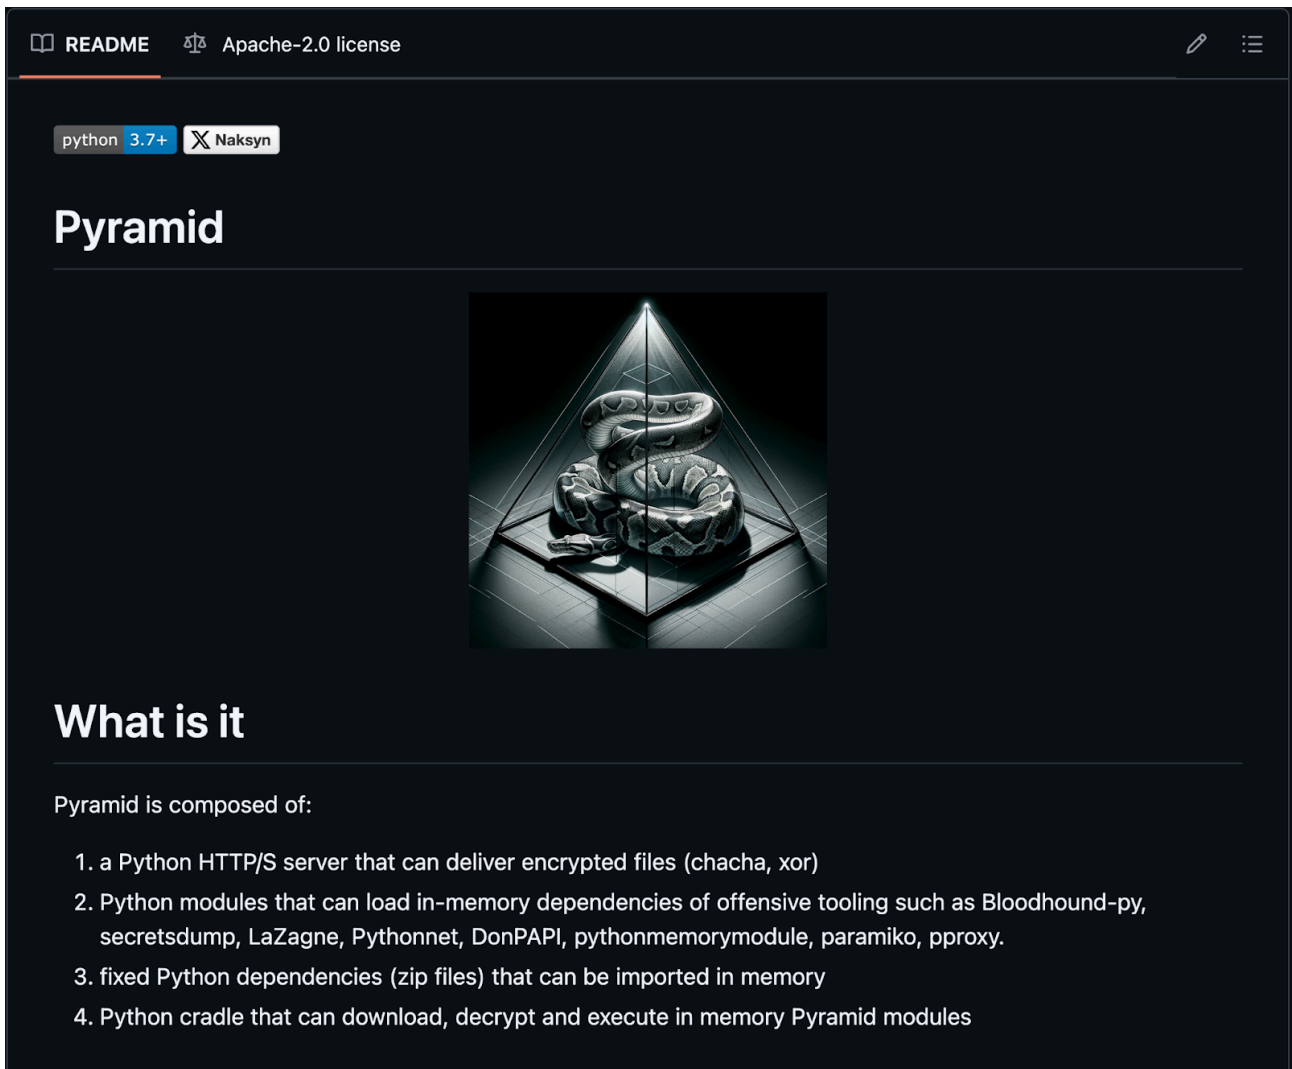 README Apache-2.0 license
python 3.7+ X Naksyn
Pyramid
What is it
Pyramid is composed of:
1. a Python HTTP/S server that can deliver encrypted files (chacha, xor)
2. Python modules that can load in-memory dependencies of offensive tooling such as Bloodhound-py,
secretsdump, LaZagne, Pythonnet, DonPAPI, pythonmemorymodule, paramiko, pproxy.
3. fixed Python dependencies (zip files) that can be imported in memory
4. Python cradle that can download, decrypt and execute in memory Pyramid modules